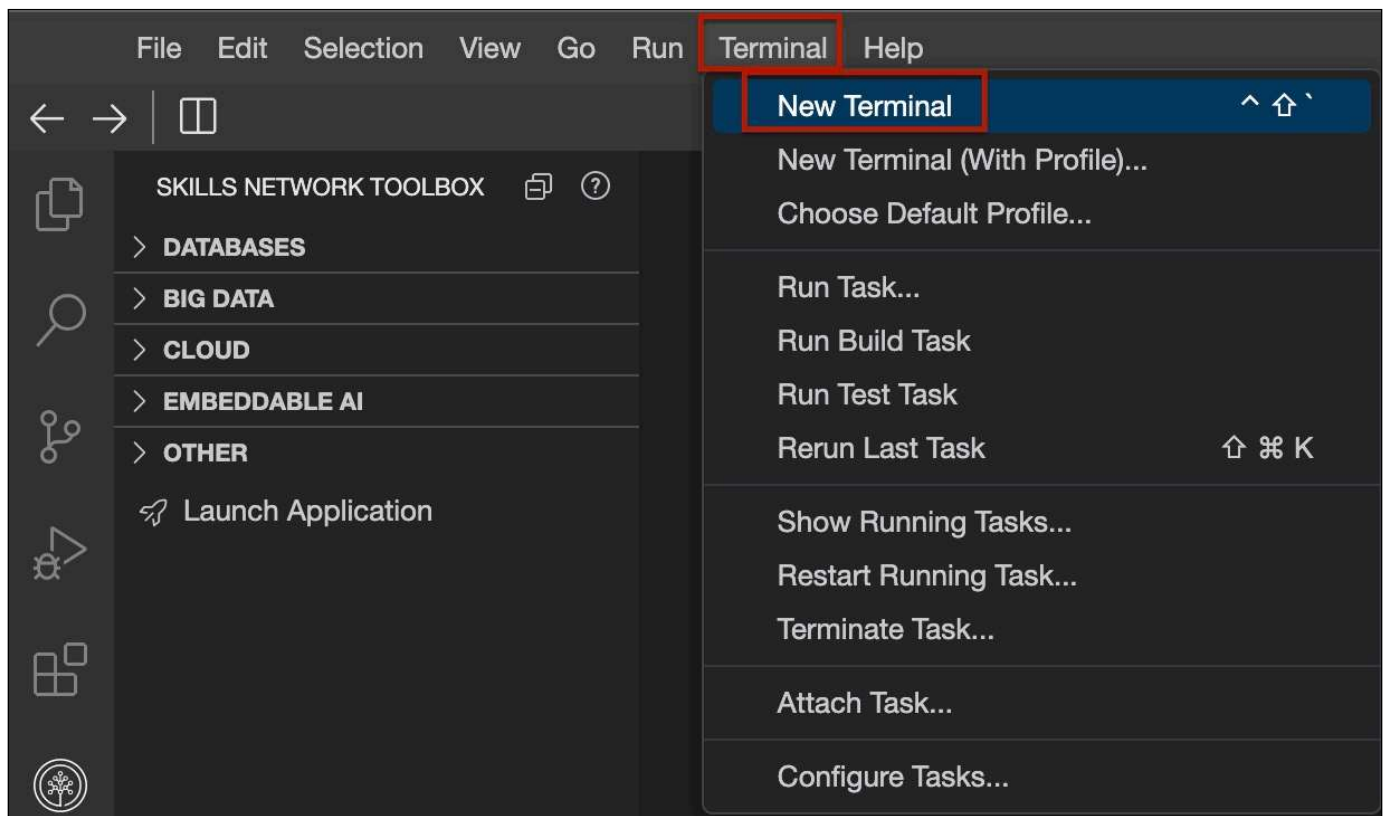 File Edit Selection View Go Run Terminal Help
SKILLS NETWORK TOOLBOX
DATABASES
BIG DATA
CLOUD
EMBEDDABLE AI
OTHER
Launch Application
New Terminal ^ ⇧ `
New Terminal (With Profile)...
Choose Default Profile...
Run Task...
Run Build Task
Run Test Task
Rerun Last Task ⇧ ⌘ K
Show Running Tasks...
Restart Running Task...
Terminate Task...
Attach Task...
Configure Tasks...